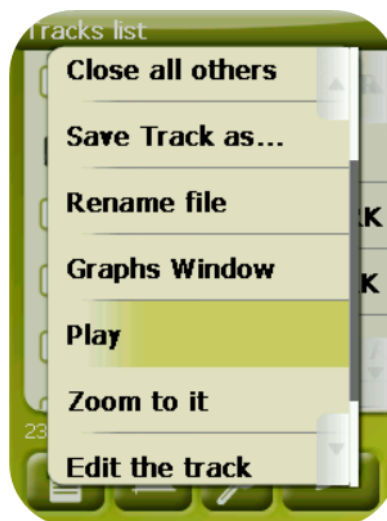 Tracks list
Close all others
Save Track as...
Rename file
Graphs Window
Play
Zoom to it
Edit the track